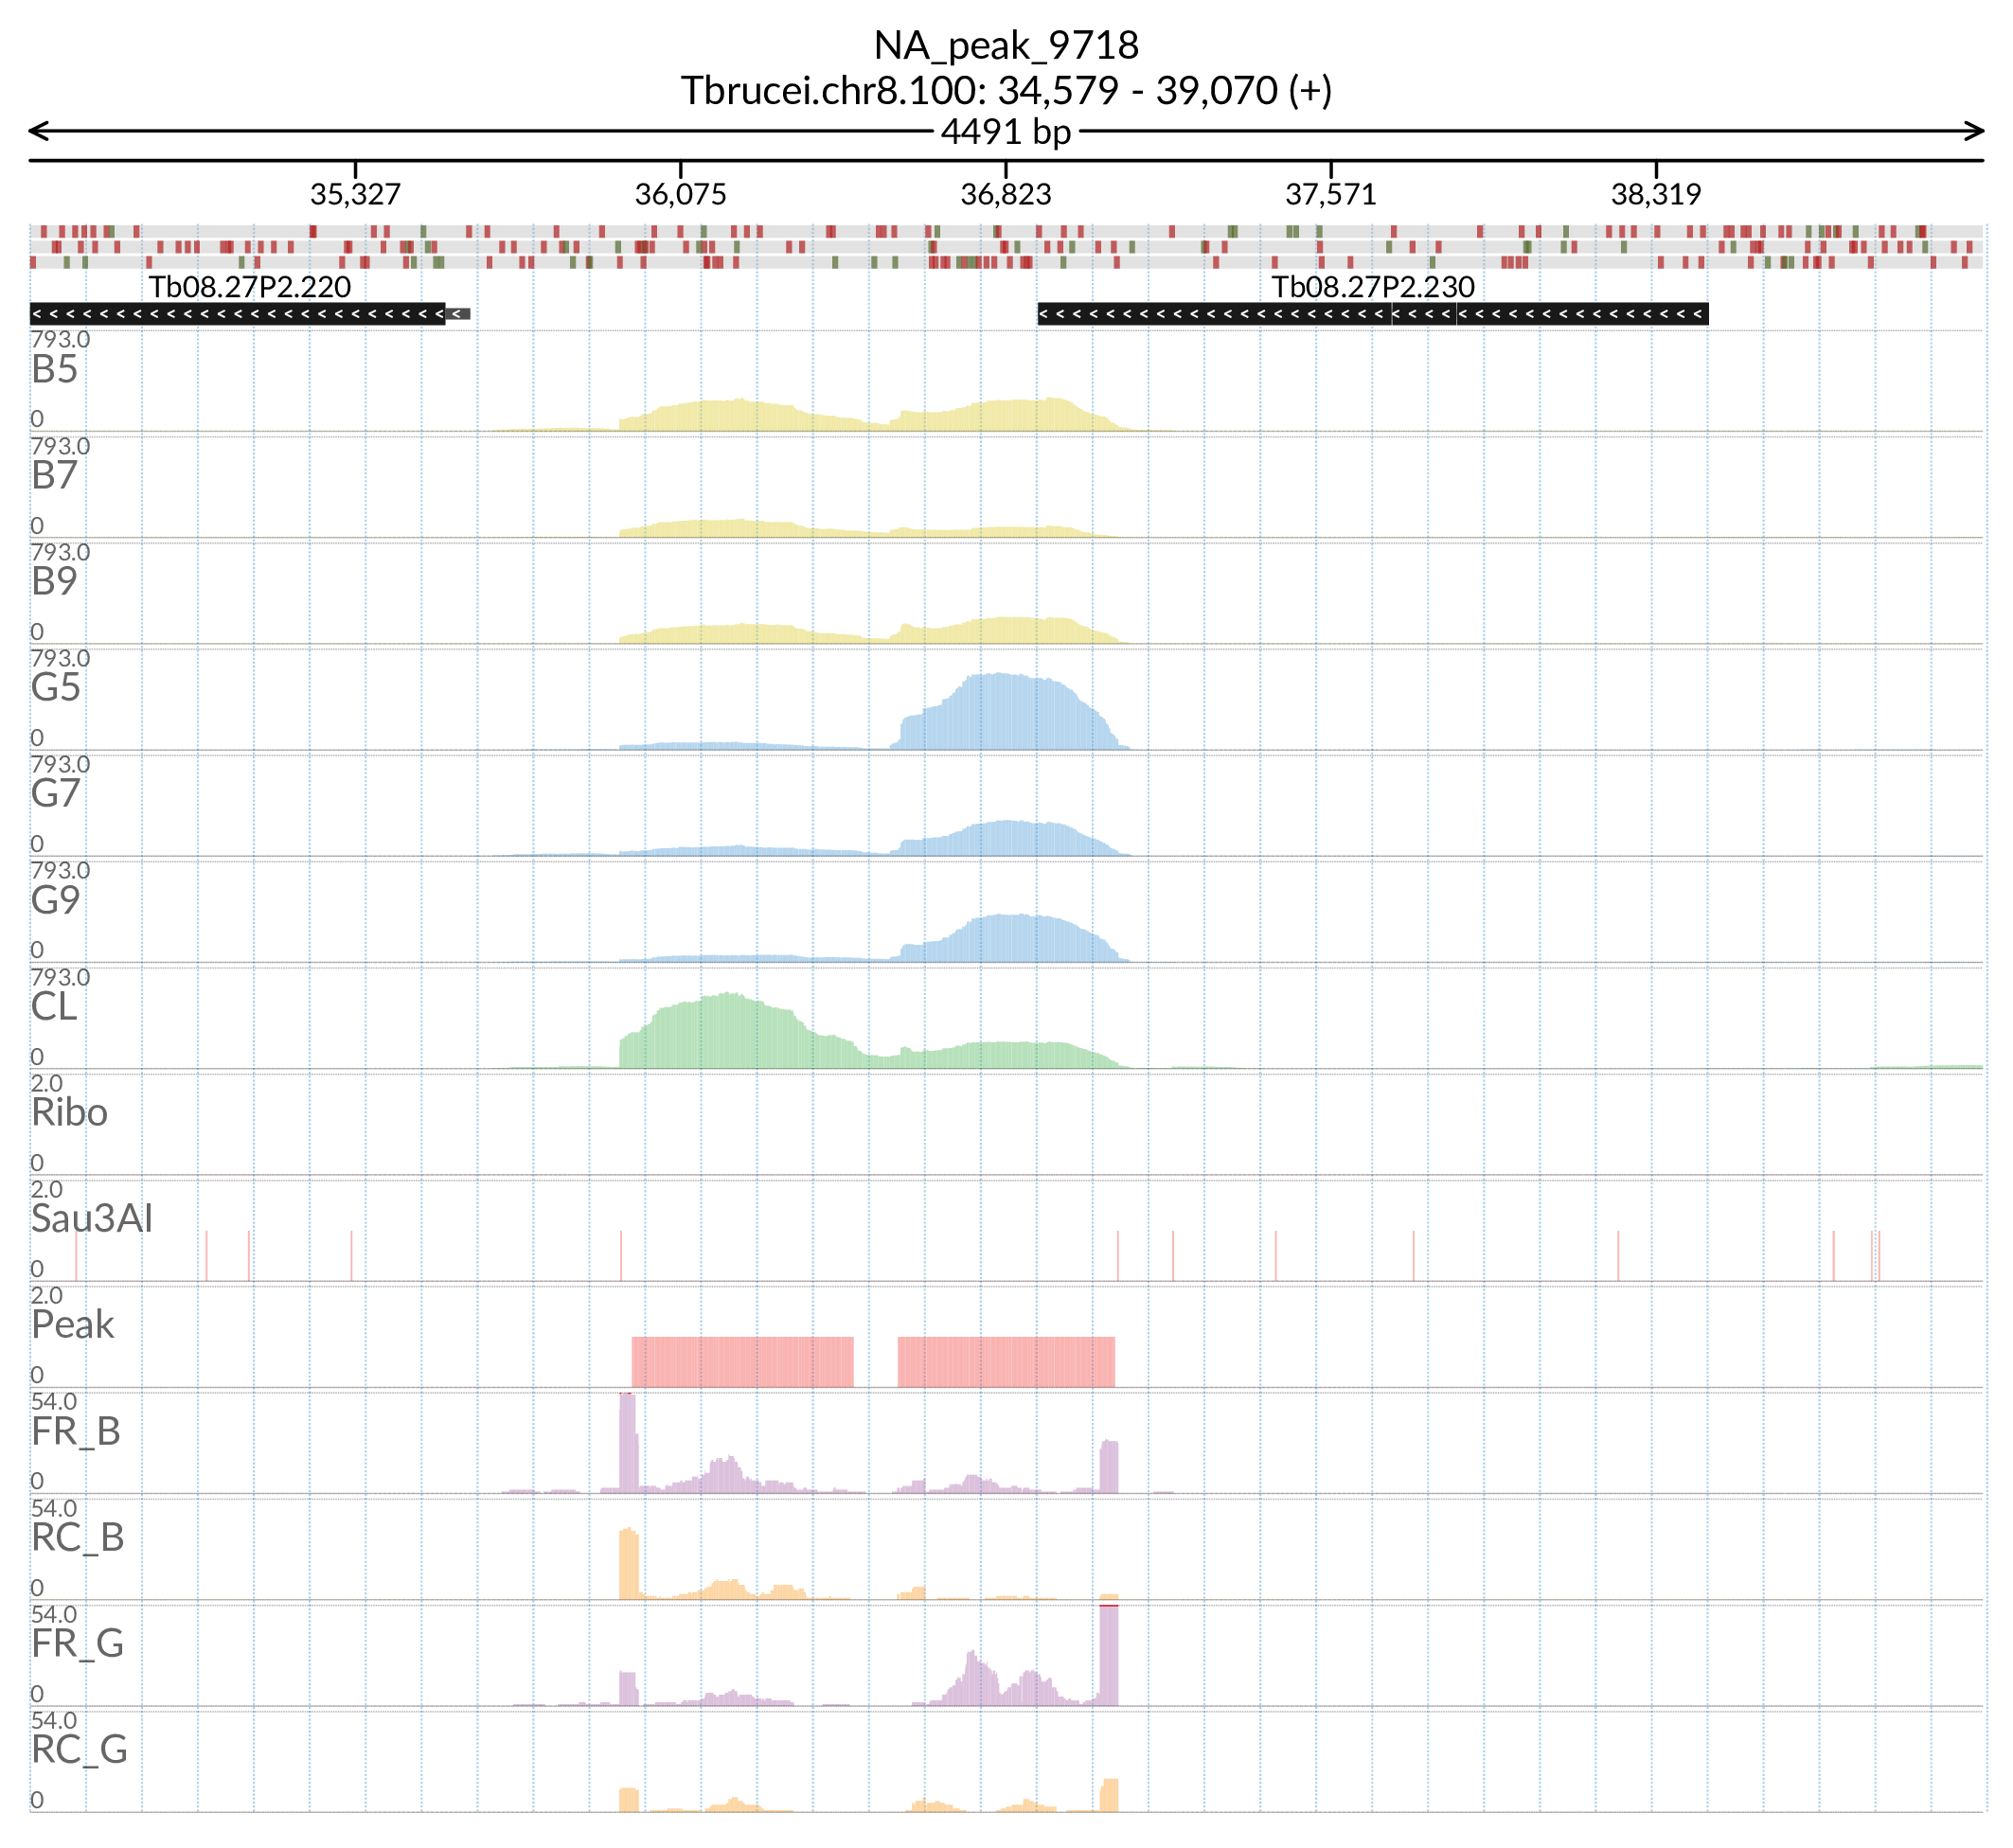 NA_peak_9718
Tbrucei.chr8.100: 34,579 - 39,070 (+)
4491 bp
35,327 36,075 36,823 37,571 38,319
Tb08.27P2.220 Tb08.27P2.230
793.0
B5
0
793.0
B7
0
793.0
B9
0
793.0
G5
0
793.0
G7
0
793.0
G9
0
793.0
CL
0
2.0
Ribo
0
2.0
Sau3AI
0
2.0
Peak
0
54.0
FR_B
0
54.0
RC_B
0
54.0
FR_G
0
54.0
RC_G
0